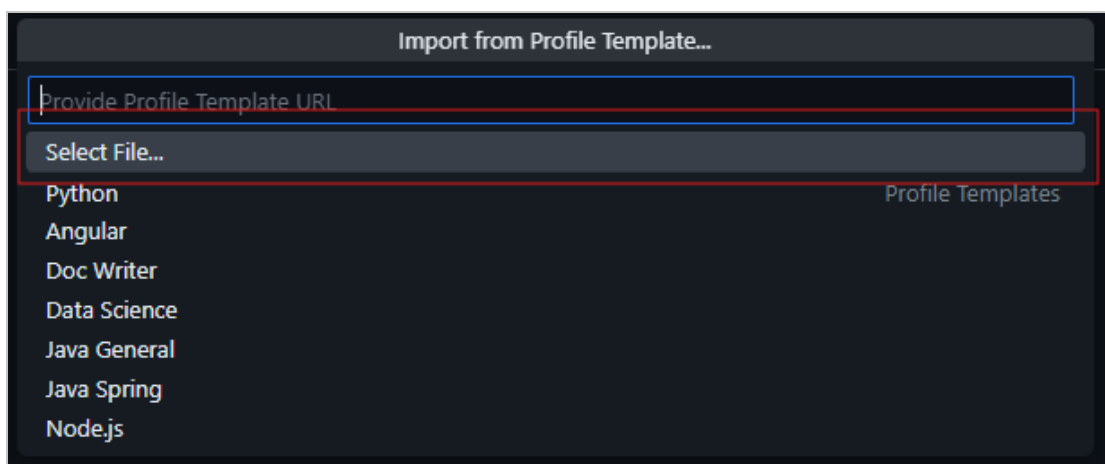 Import from Profile Template...
Provide Profile Template URL
Select File...
Python Profile Templates
Angular
Doc Writer
Data Science
Java General
Java Spring
Node.js